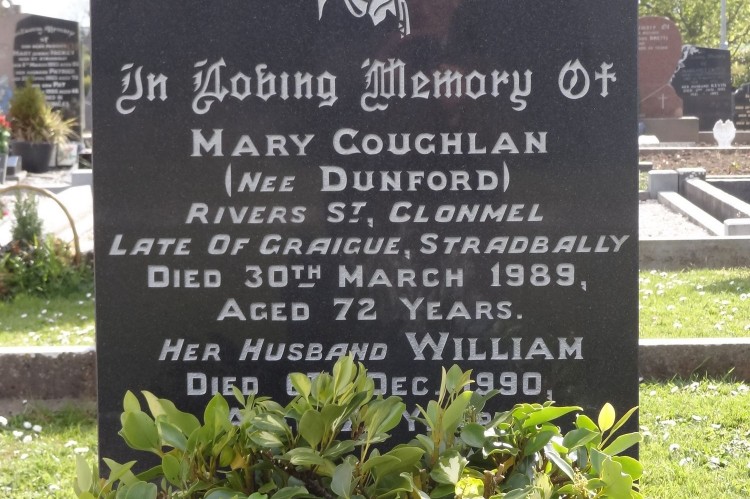 In Loving Memory Of
MARY COUGHLAN
(NEE DUNFORD)
RIVERS ST., CLONMEL
LATE OF GRAIGUE, STRADBALLY
DIED 30TH MARCH 1989,
AGED 72 YEARS.
HER HUSBAND WILLIAM
DIED DEC. 1990,